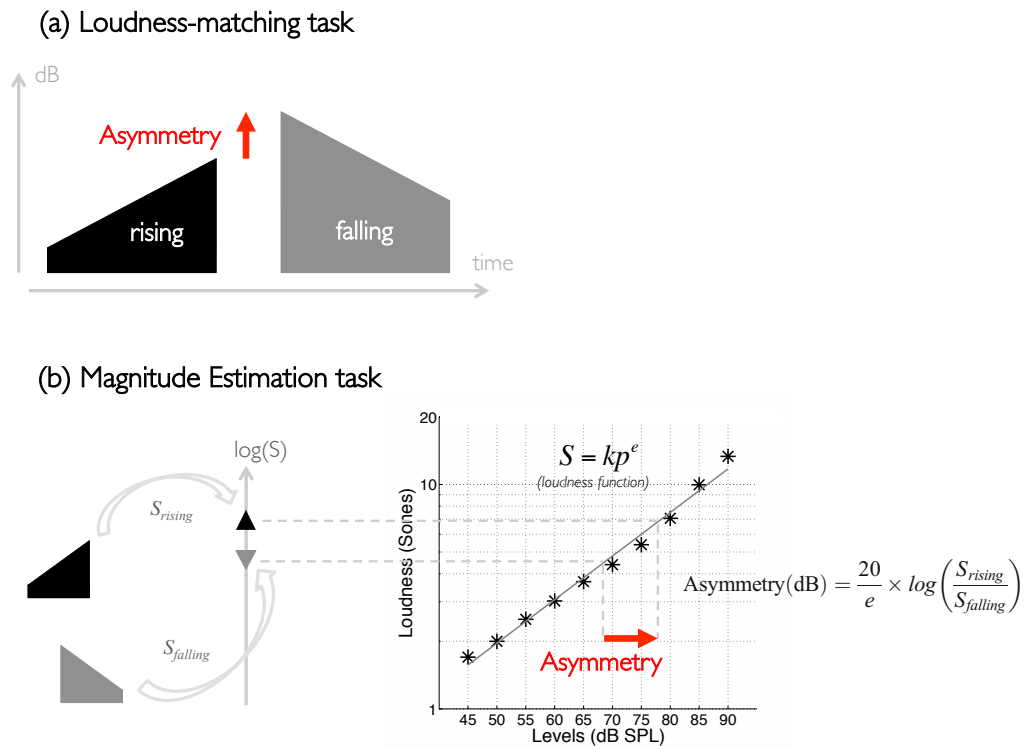 (a) Loudness-matching task
dB
Asymmetry
rising
falling
time
(b) Magnitude Estimation task
log(S)
S_rising
S_falling
20
10
1
Loudness (Sones)
S = kp^e
(loudness function)
Asymmetry
45 50 55 60 65 70 75 80 85 90
Levels (dB SPL)
Asymmetry(dB) = 20/e × log(S_rising/S_falling)